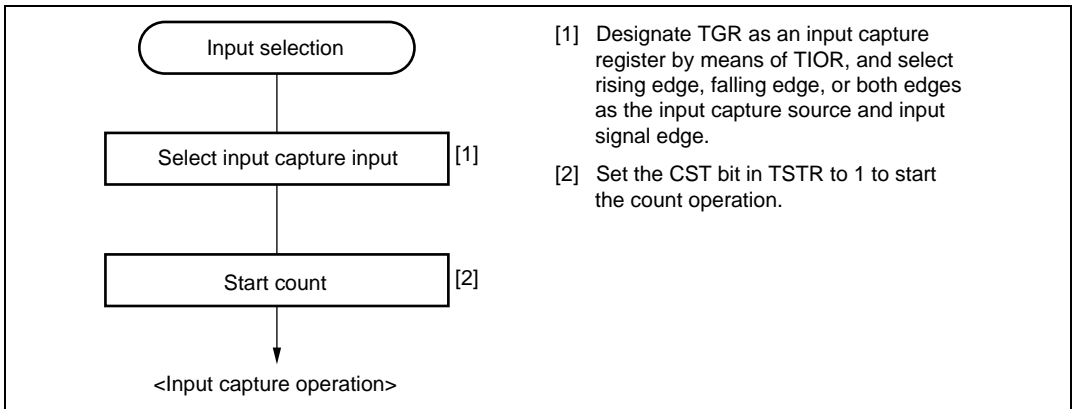 Input selection
Select input capture input
[1]
Start count
[2]
<Input capture operation>
[1] Designate TGR as an input capture
register by means of TIOR, and select
rising edge, falling edge, or both edges
as the input capture source and input
signal edge.
[2] Set the CST bit in TSTR to 1 to start
the count operation.